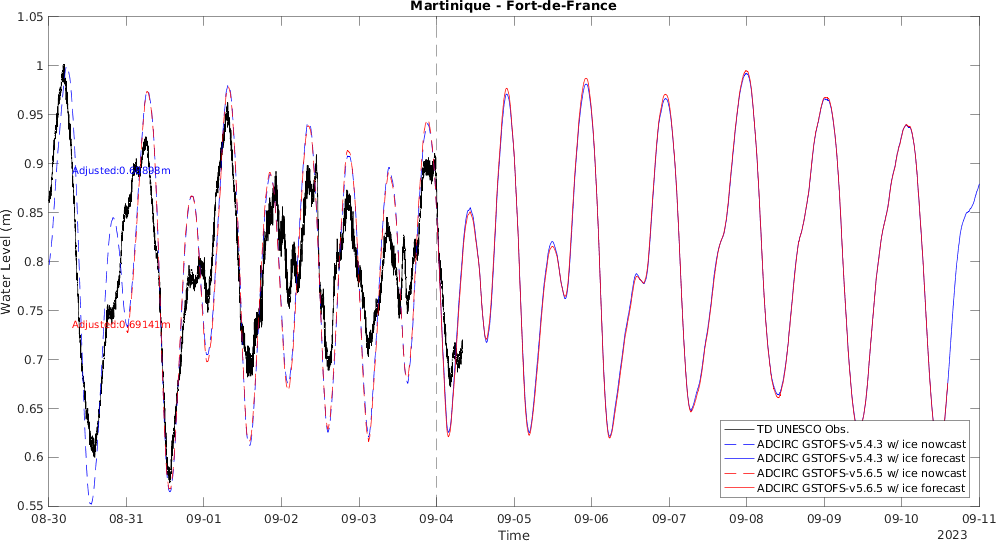 Martinique - Fort-de-France
1.05
1
0.95
0.9
0.85
0.8
0.75
0.7
0.65
0.6
0.55
Water Level (m)
Adjusted:0.69141m
TD UNESCO Obs.
ADCIRC GSTOFS-v5.4.3 w/ ice nowcast
ADCIRC GSTOFS-v5.4.3 w/ ice forecast
ADCIRC GSTOFS-v5.6.5 w/ ice nowcast
ADCIRC GSTOFS-v5.6.5 w/ ice forecast
08-30 08-31 09-01 09-02 09-03 09-04 09-05 09-06 09-07 09-08 09-09 09-10 09-11
Time
2023